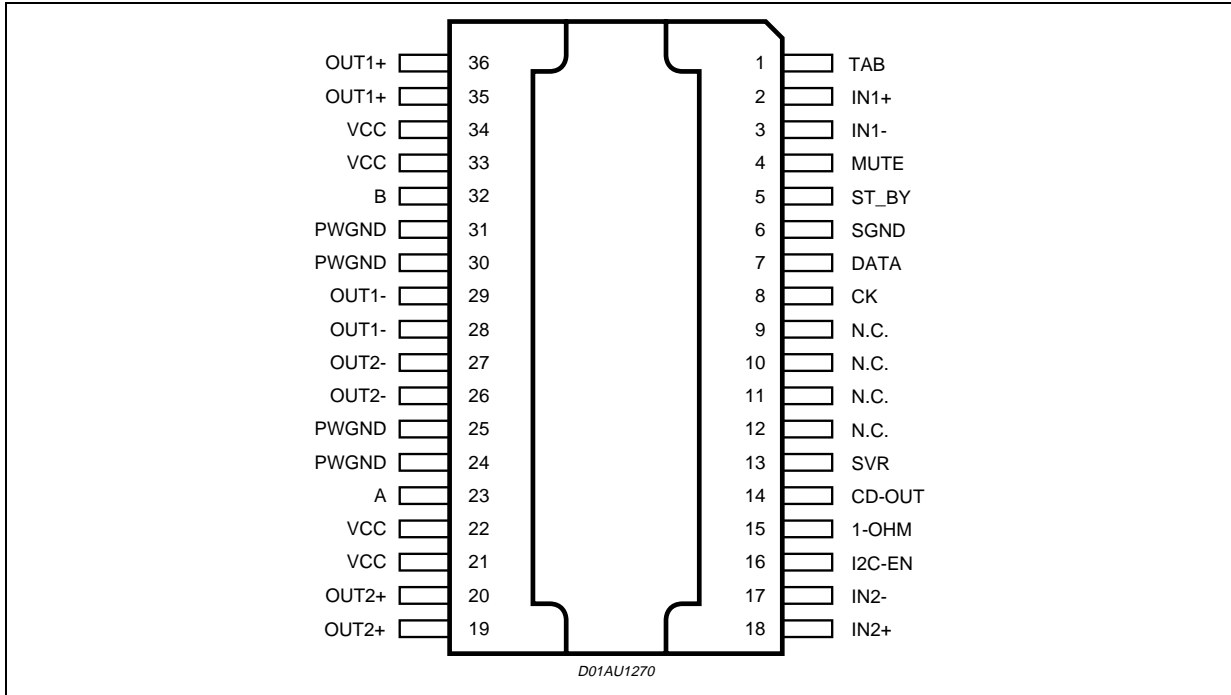 OUT1+ 36 1 TAB
OUT1+ 35 2 IN1+
VCC 34 3 IN1-
VCC 33 4 MUTE
B 32 5 ST_BY
PWGND 31 6 SGND
PWGND 30 7 DATA
OUT1- 29 8 CK
OUT1- 28 9 N.C.
OUT2- 27 10 N.C.
OUT2- 26 11 N.C.
PWGND 25 12 N.C.
PWGND 24 13 SVR
A 23 14 CD-OUT
VCC 22 15 1-OHM
VCC 21 16 I2C-EN
OUT2+ 20 17 IN2-
OUT2+ 19 18 IN2+
D01AU1270